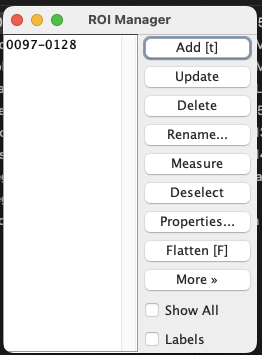 ROI Manager
0097-0128
Add [t]
Update
Delete
Rename...
Measure
Deselect
Properties...
Flatten [F]
More »
Show All
Labels